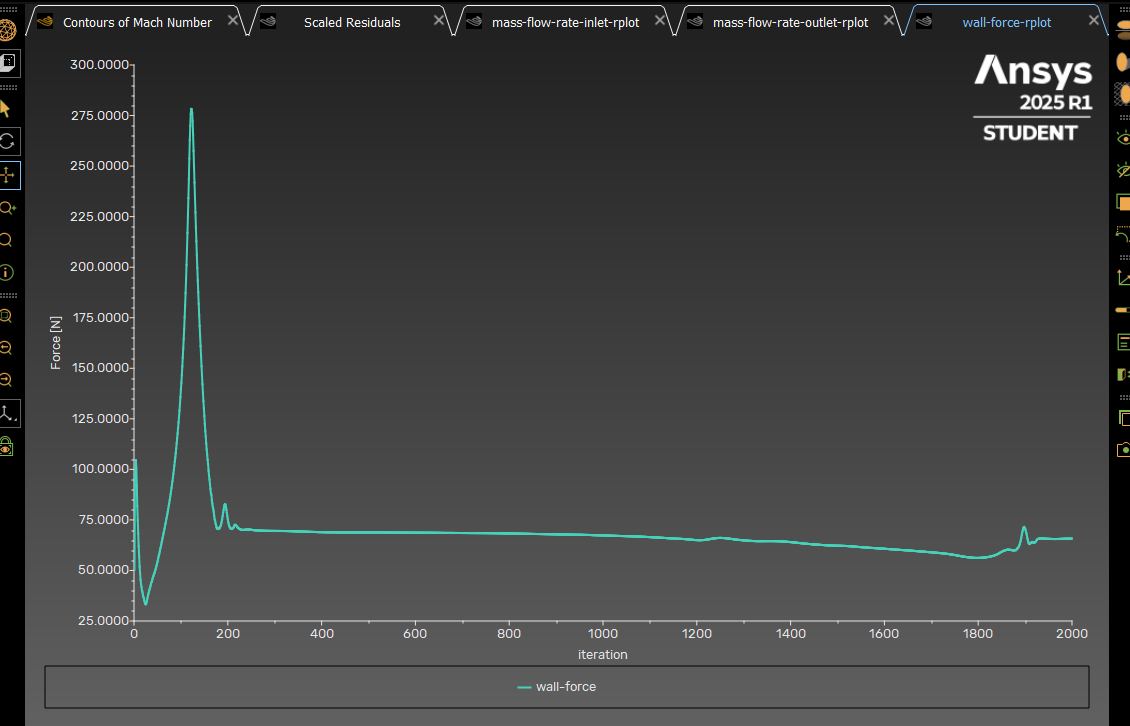 Contours of Mach Number
Scaled Residuals
mass-flow-rate-inlet-rplot
mass-flow-rate-outlet-rplot
wall-force-rplot
Ansys
2025 R1
STUDENT
300.0000
275.0000
250.0000
225.0000
200.0000
175.0000
150.0000
125.0000
100.0000
75.0000
50.0000
25.0000
Force [N]
0 200 400 600 800 1000 1200 1400 1600 1800 2000
iteration
wall-force